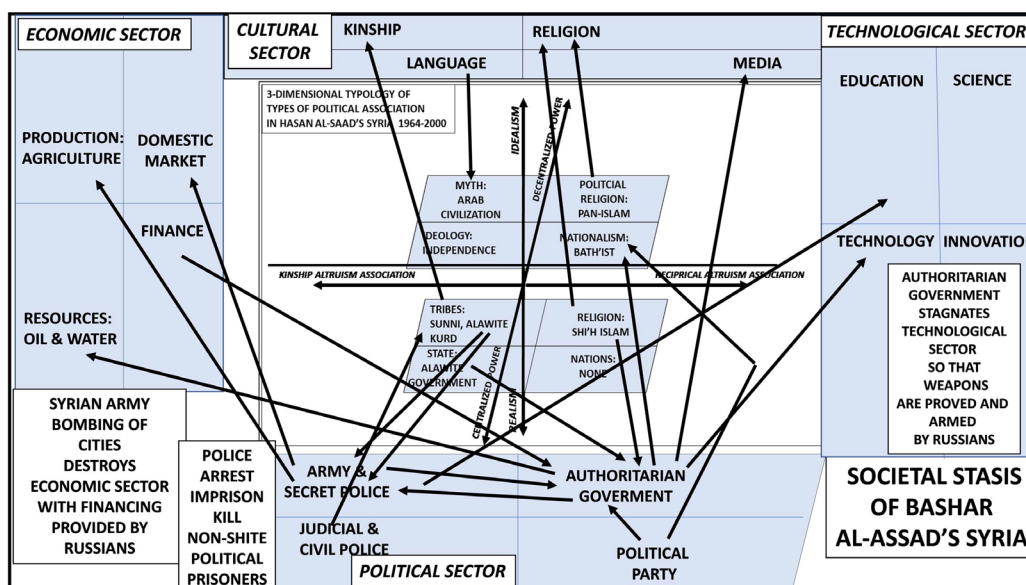 ECONOMIC SECTOR
CULTURAL
SECTOR
KINSHIP
RELIGION
TECHNOLOGICAL SECTOR
LANGUAGE
MEDIA
EDUCATION
SCIENCE
3-DIMENSIONAL TYPOLOGY OF
TYPES OF POLITICAL ASSOCIATION
IN HASAN AL-SAAD'S SYRIA 1964-2000
IDEALISM
DECENTRALIZED POWER
PRODUCTION:
AGRICULTURE
DOMESTIC
MARKET
MYTH:
ARAB
CIVILIZATION
POLITCIAL
RELIGION:
PAN-ISLAM
FINANCE
DEOLOGY:
INDEPENDENCE
NATIONALISM:
BATH'IST
TECHNOLOGY
INNOVATION
KINSHIP ALTRUISM ASSOCIATION
RECIPRICAL ALTRUISM ASSOCIATION
AUTHORITARIAN
GOVERNMENT
STAGNATES
TECHNOLOGICAL
SECTOR
SO THAT
WEAPONS
ARE PROVED AND
ARMED
BY RUSSIANS
RESOURCES:
OIL & WATER
TRIBES:
SUNNI, ALAWITE
KURD
RELIGION:
SHI'H ISLAM
STATE:
ALAWITE
GOVERNMENT
NATIONS:
NONE
CENTRALIZED POWER
REALISM
SYRIAN ARMY
BOMBING OF
CITIES
DESTROYS
ECONOMIC SECTOR
WITH FINANCING
PROVIDED BY
RUSSIANS
POLICE
ARREST
IMPRISON
KILL
NON-SHITE
POLITICAL
PRISONERS
ARMY &
SECRET POLICE
AUTHORITARIAN
GOVERMENT
JUDICIAL &
CIVIL POLICE
POLITICAL
PARTY
POLITICAL SECTOR
SOCIETAL STASIS
OF BASHAR
AL-ASSAD'S SYRIA